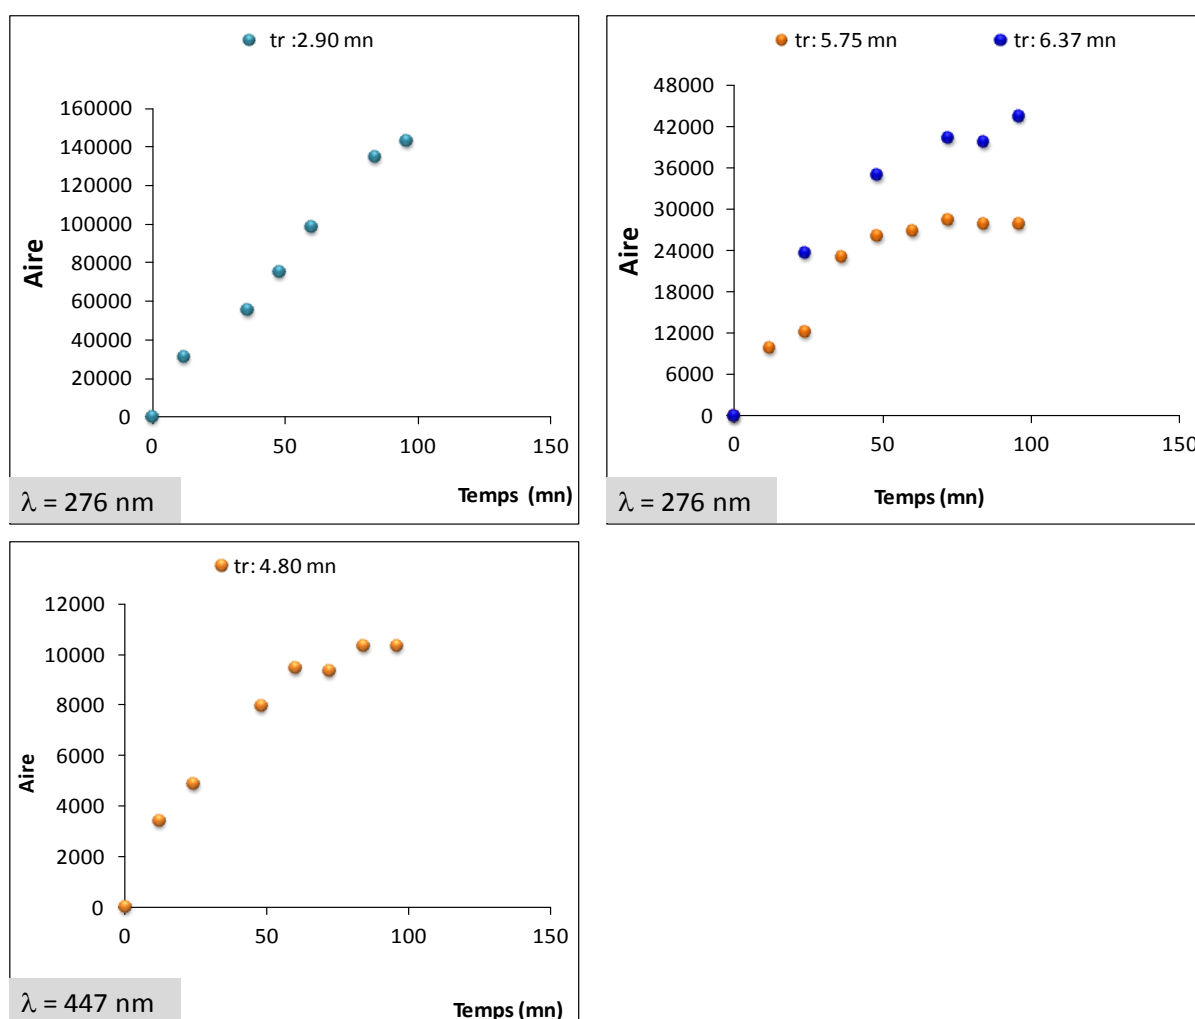 tr :2.90 mn
160000
140000
120000
100000
80000
60000
40000
20000
0
0 50 100 150
Aire
Temps (mn)
λ = 276 nm
tr: 5.75 mn tr: 6.37 mn
48000
42000
36000
30000
24000
18000
12000
6000
0
0 50 100 150
Aire
Temps (mn)
λ = 276 nm
tr: 4.80 mn
12000
10000
8000
6000
4000
2000
0
0 50 100 150
Aire
Temps (mn)
λ = 447 nm